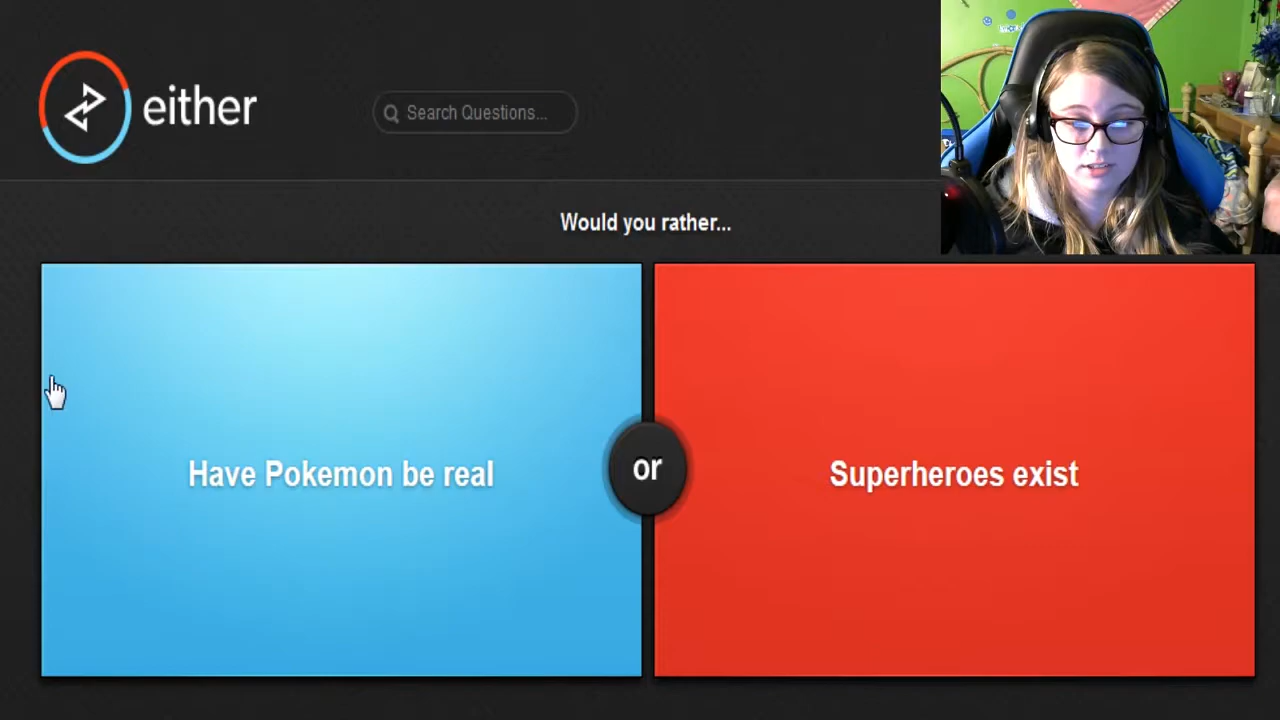 either
Search Questions...
Would you rather...
Have Pokemon be real
or
Superheroes exist